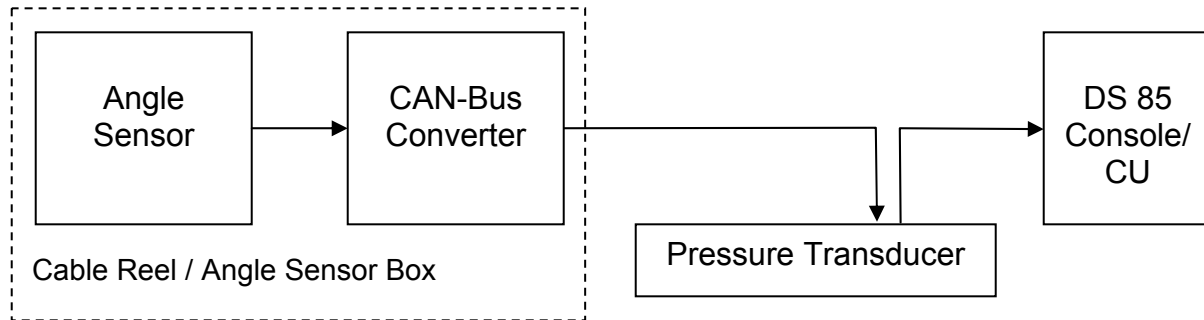 Angle
Sensor
CAN-Bus
Converter
DS 85
Console/
CU
Pressure Transducer
Cable Reel / Angle Sensor Box